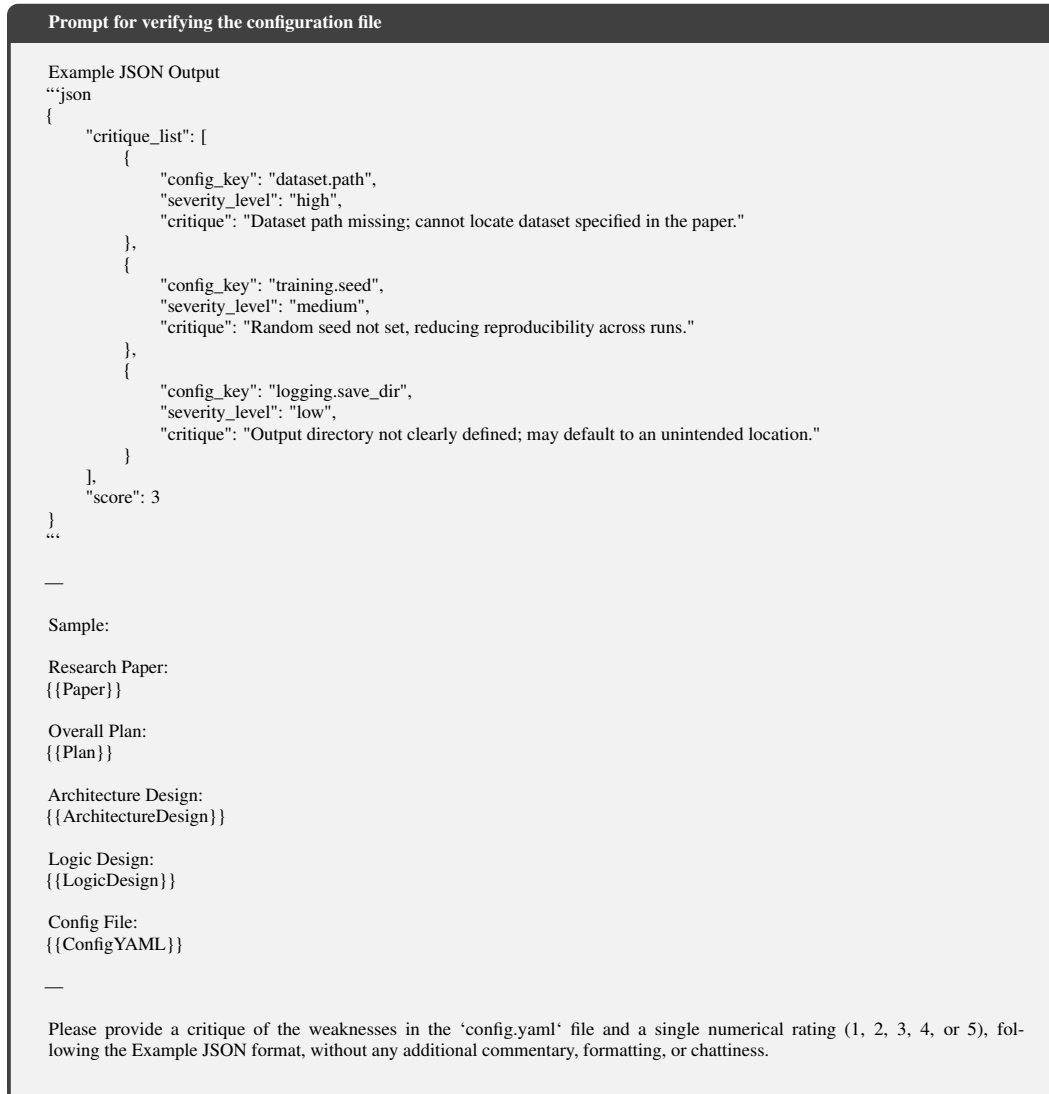 Prompt for verifying the configuration file
Example JSON Output
“‘json
{
"critique_list": [
{
"config_key": "dataset.path",
"severity_level": "high",
"critique": "Dataset path missing; cannot locate dataset specified in the paper."
},
{
"config_key": "training.seed",
"severity_level": "medium",
"critique": "Random seed not set, reducing reproducibility across runs."
},
{
"config_key": "logging.save_dir",
"severity_level": "low",
"critique": "Output directory not clearly defined; may default to an unintended location."
}
],
"score": 3
}
“‘
—
Sample:
Research Paper:
{{Paper}}
Overall Plan:
{{Plan}}
Architecture Design:
{{ArchitectureDesign}}
Logic Design:
{{LogicDesign}}
Config File:
{{ConfigYAML}}
—
Please provide a critique of the weaknesses in the ‘config.yaml‘ file and a single numerical rating (1, 2, 3, 4, or 5), fol-
lowing the Example JSON format, without any additional commentary, formatting, or chattiness.